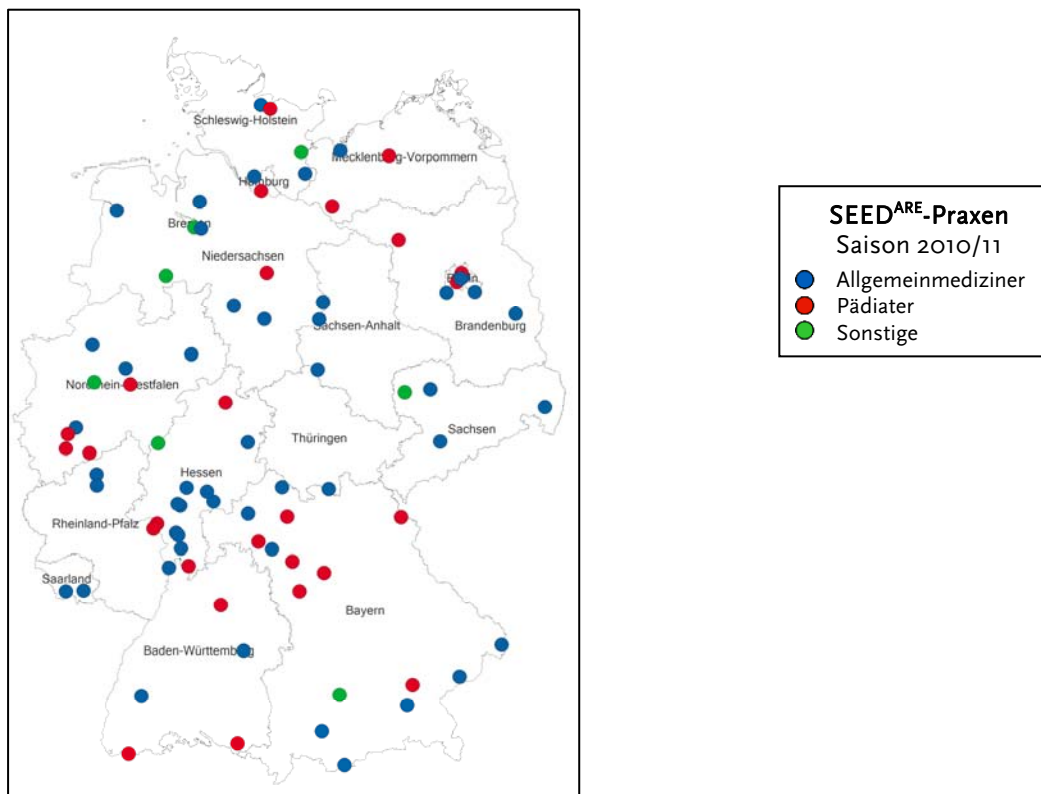 Schleswig-Holstein
Mecklenburg-Vorpommern
Hamburg
Bremen
Niedersachsen
Berlin
Sachsen-Anhalt
Brandenburg
Nordrhein-Westfalen
Thüringen
Sachsen
Hessen
Rheinland-Pfalz
Saarland
Bayern
Baden-Württemberg
SEEDARE-Praxen
Saison 2010/11
Allgemeinmediziner
Pädiater
Sonstige